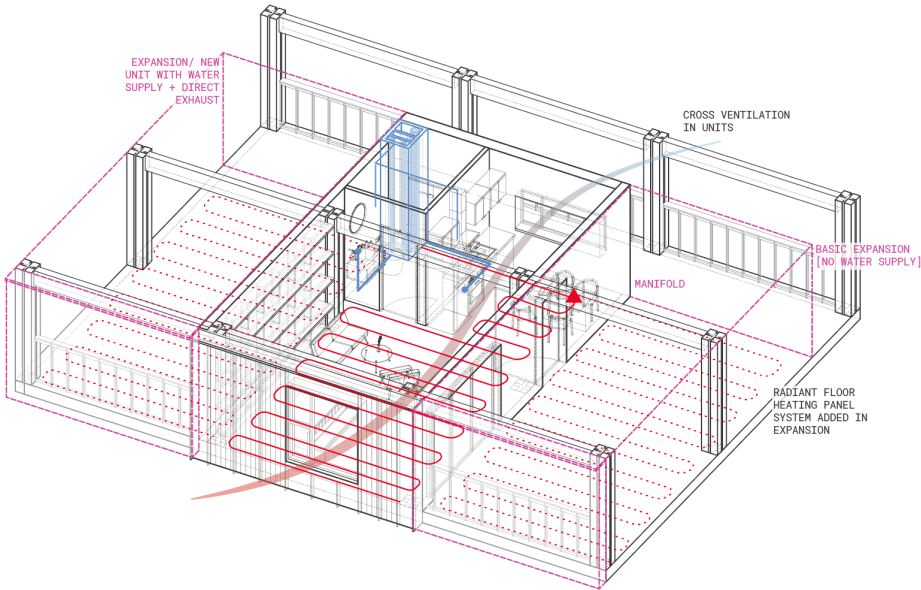 EXPANSION/ NEW
UNIT WITH WATER
SUPPLY + DIRECT
EXHAUST
CROSS VENTILATION
IN UNITS
BASIC EXPANSION
[NO WATER SUPPLY]
MANIFOLD
RADIANT FLOOR
HEATING PANEL
SYSTEM ADDED IN
EXPANSION